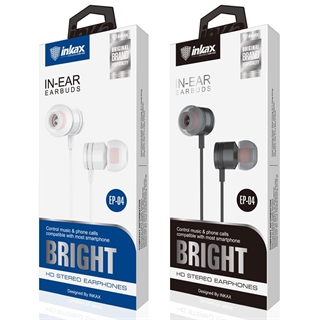 inkax
ORIGINAL
BRAND
IN-EAR
EARBUDS
EP-04
Control music & phone calls
compatible with most smartphone
BRIGHT
HD STEREO EARPHONES
Designed By INKAX
inkax
ORIGINAL
BRAND
IN-EAR
EARBUDS
EP-04
Control music & phone calls
compatible with most smartphone
BRIGHT
HD STEREO EARPHONES
Designed By INKAX